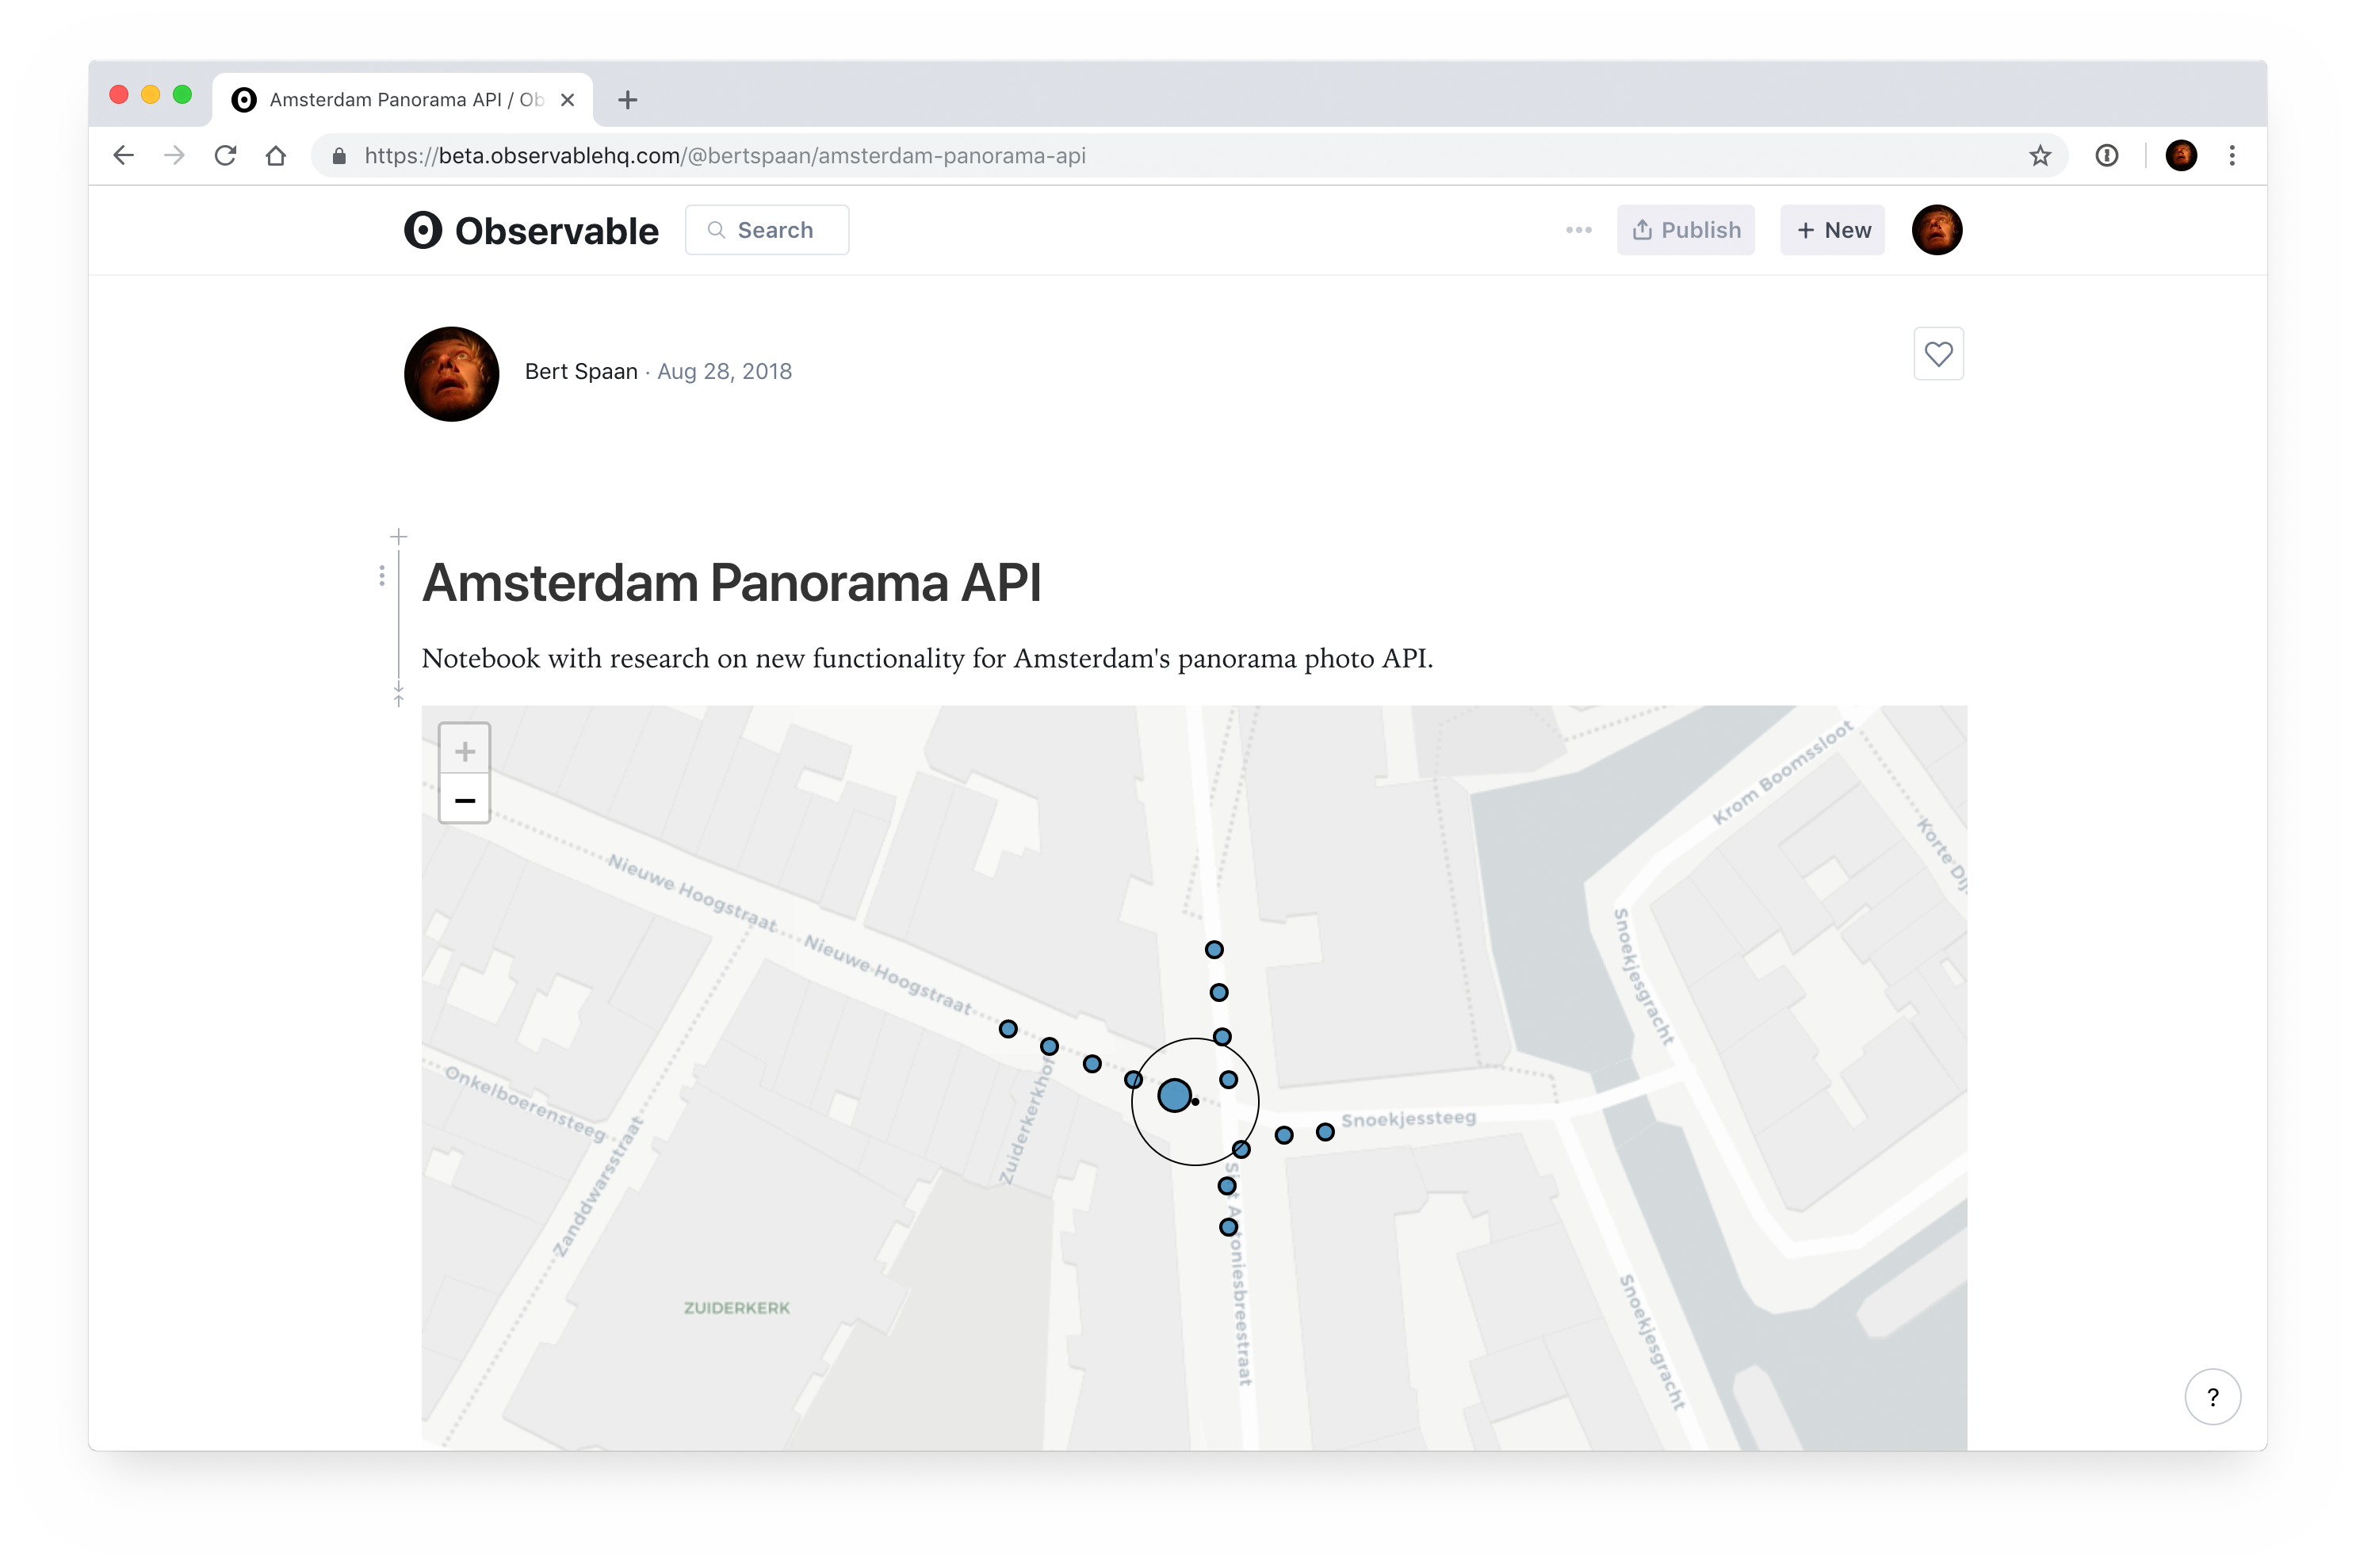 Amsterdam Panorama API / Ob
https://beta.observablehq.com/@bertspaan/amsterdam-panorama-api
Observable
Search
Publish
+ New
Bert Spaan · Aug 28, 2018
Amsterdam Panorama API
Notebook with research on new functionality for Amsterdam's panorama photo API.
+
−
Krom Boomssloot
Korte Dij
Nieuwe Hoogstraat
Nieuwe Hoogstraat
Snoekjesgracht
Onkelboerensteeg
Zuiderkerkhof
Snoekjessteeg
Zanddwarsstraat
Antoniesbreestraat
Snoekjesgracht
ZUIDERKERK
?